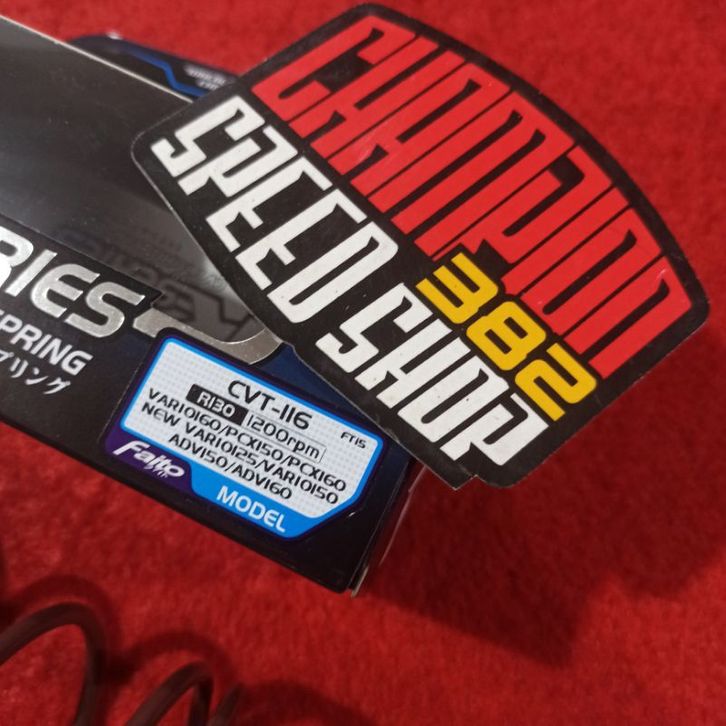 CHAMPION
SPEED SHOP
382
RIES
SPRING
プリング
CVT-116
R130 1200rpm FT15
VARIO160/PCX150/PCX160
NEW VARIO125/VARIO150
ADV150/ADV160
Faito
MODEL